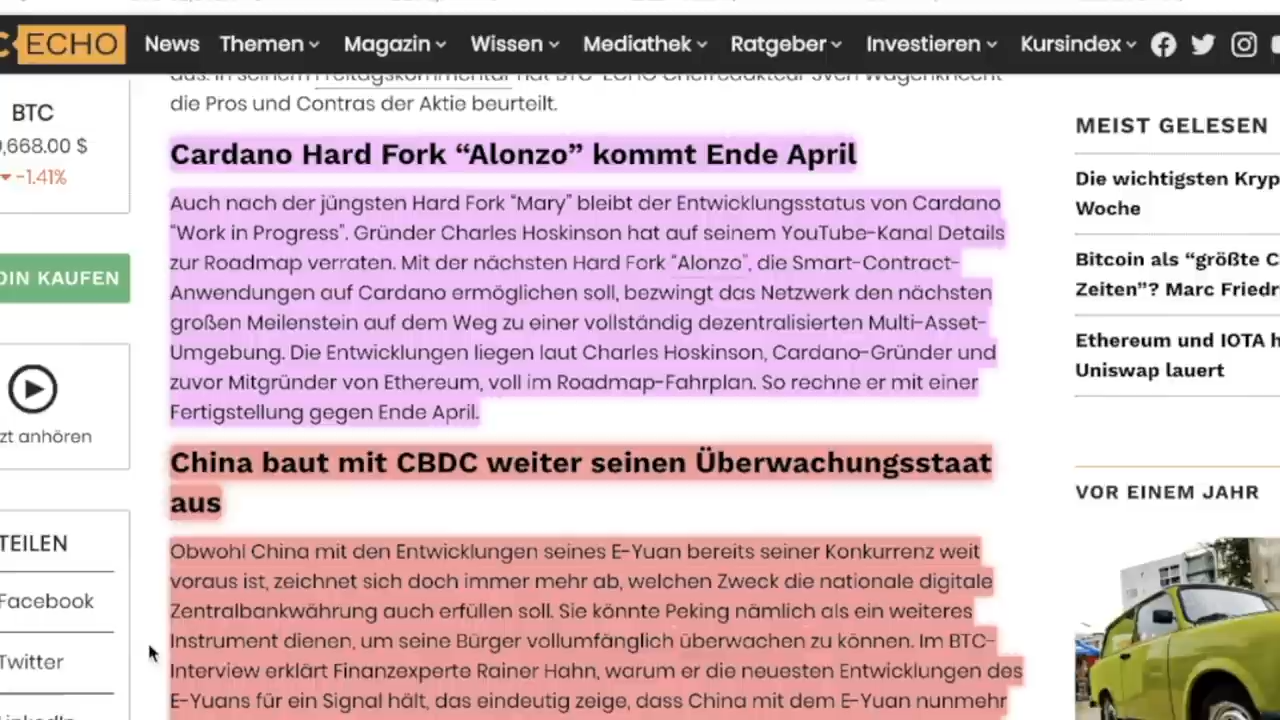 ECHO
News Themen Magazin Wissen Mediathek Ratgeber Investieren Kursindex
BTC
,668.00 $
-1.41%
KAUFEN
anhören
TEILEN
Facebook
Twitter
die Pros und Contras der Aktie beurteilt.
Cardano Hard Fork “Alonzo” kommt Ende April
Auch nach der jüngsten Hard Fork “Mary” bleibt der Entwicklungsstatus von Cardano
“Work in Progress”. Gründer Charles Hoskinson hat auf seinem YouTube-Kanal Details
zur Roadmap verraten. Mit der nächsten Hard Fork “Alonzo”, die Smart-Contract-
Anwendungen auf Cardano ermöglichen soll, bezwingt das Netzwerk den nächsten
großen Meilenstein auf dem Weg zu einer vollständig dezentralisierten Multi-Asset-
Umgebung. Die Entwicklungen liegen laut Charles Hoskinson, Cardano-Gründer und
zuvor Mitgründer von Ethereum, voll im Roadmap-Fahrplan. So rechne er mit einer
Fertigstellung gegen Ende April.
China baut mit CBDC weiter seinen Überwachungsstaat
aus
Obwohl China mit den Entwicklungen seines E-Yuan bereits seiner Konkurrenz weit
voraus ist, zeichnet sich doch immer mehr ab, welchen Zweck die nationale digitale
Zentralbankwährung auch erfüllen soll. Sie könnte Peking nämlich als ein weiteres
Instrument dienen, um seine Bürger vollumfänglich überwachen zu können. Im BTC-
Interview erklärt Finanzexperte Rainer Hahn, warum er die neuesten Entwicklungen des
E-Yuans für ein Signal hält, das eindeutig zeige, dass China mit dem E-Yuan nunmehr
MEIST GELESEN
Die wichtigsten Kryp
Woche
Bitcoin als “größte
Zeiten”? Marc Friedr
Ethereum und IOTA
Uniswap lauert
VOR EINEM JAHR